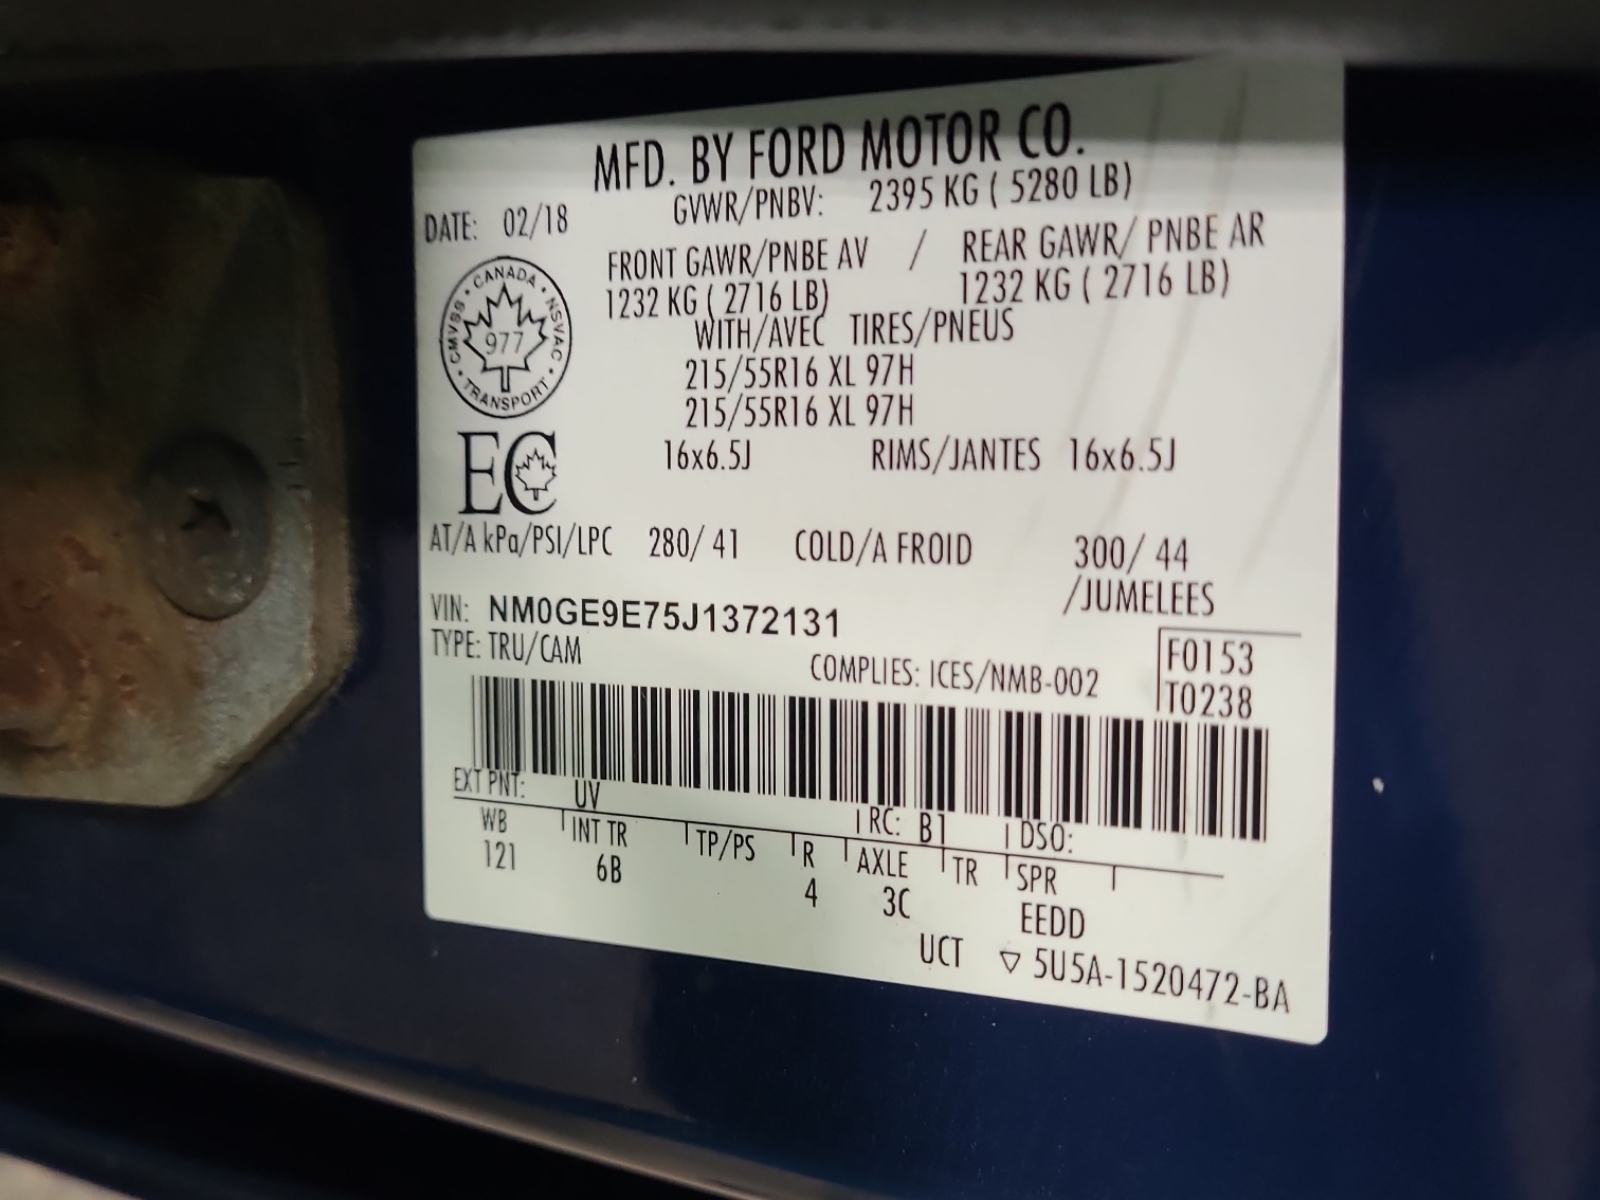 MFD. BY FORD MOTOR CO.
DATE: 02/18 GVWR/PNBV: 2395 KG ( 5280 LB)
FRONT GAWR/PNBE AV / REAR GAWR/ PNBE AR
1232 KG ( 2716 LB) 1232 KG ( 2716 LB)
WITH/AVEC TIRES/PNEUS
215/55R16 XL 97H
215/55R16 XL 97H
16x6.5J RIMS/JANTES 16x6.5J
CANADA • NSVAC • TRANSPORT • CMVSS •
977
EC
AT/A kPa/PSI/LPC 280/ 41 COLD/A FROID 300/ 44
/JUMELEES
VIN: NM0GE9E75J1372131
TYPE: TRU/CAM
COMPLIES: ICES/NMB-002
F0153
T0238
EXT PNT: UV RC: B1 DSO:
WB INT TR TP/PS R AXLE TR SPR
121 6B 4 3C EEDD
UCT ▽ 5U5A-1520472-BA